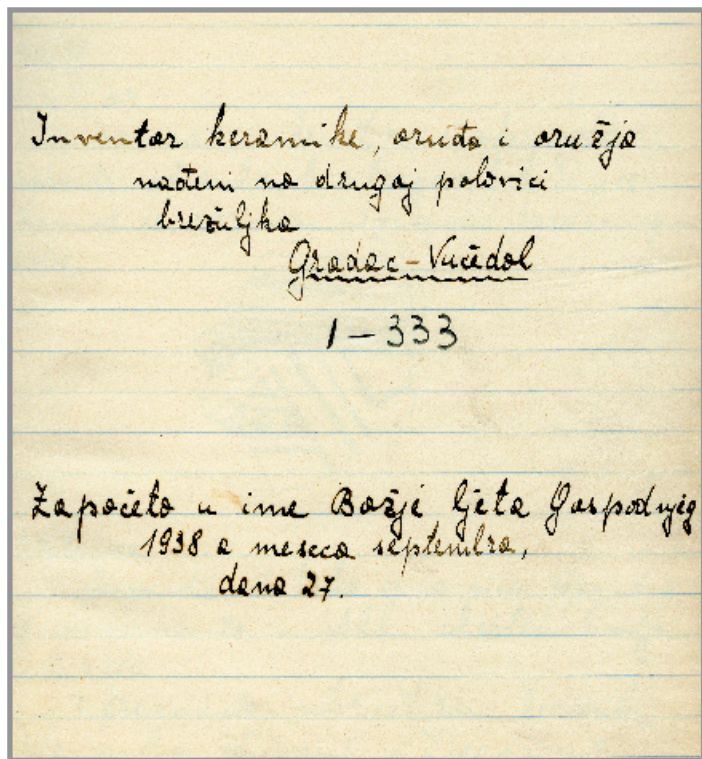 Inventar keramike, oruđa i oružja
nađeni na drugoj polovici
brežuljka
Gradac-Vučedol
1-333
Započeto u ime Božje ljeta Gospodnjeg
1938 a meseca septembra,
dana 27.